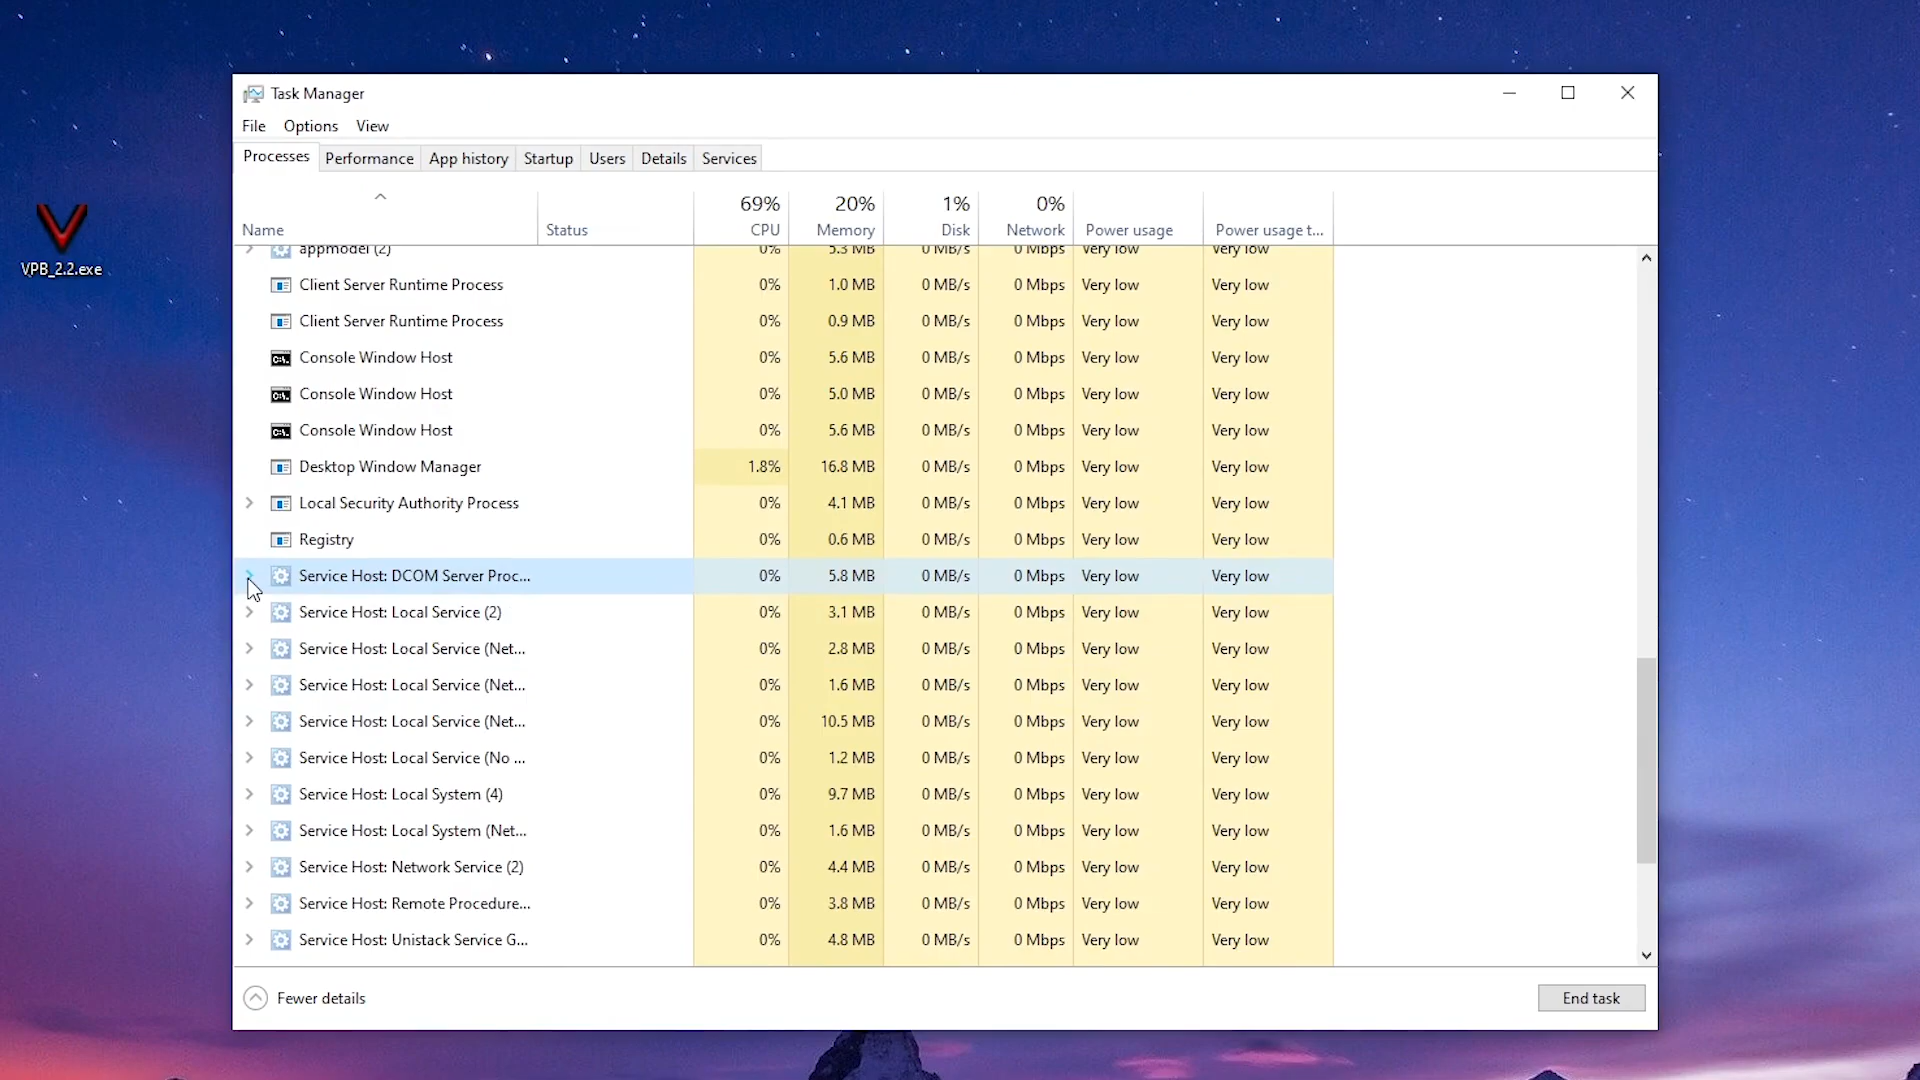 Task Manager
File Options View
Processes Performance App history Startup Users Details Services
69% 20% 1% 0%
Name Status CPU Memory Disk Network Power usage Power usage t...
appmodel (2) 0% 5.3 MB 0 MB/s 0 Mbps Very low Very low
Client Server Runtime Process 0% 1.0 MB 0 MB/s 0 Mbps Very low Very low
Client Server Runtime Process 0% 0.9 MB 0 MB/s 0 Mbps Very low Very low
Console Window Host 0% 5.6 MB 0 MB/s 0 Mbps Very low Very low
Console Window Host 0% 5.0 MB 0 MB/s 0 Mbps Very low Very low
Console Window Host 0% 5.6 MB 0 MB/s 0 Mbps Very low Very low
Desktop Window Manager 1.8% 16.8 MB 0 MB/s 0 Mbps Very low Very low
Local Security Authority Process 0% 4.1 MB 0 MB/s 0 Mbps Very low Very low
Registry 0% 0.6 MB 0 MB/s 0 Mbps Very low Very low
Service Host: DCOM Server Proc... 0% 5.8 MB 0 MB/s 0 Mbps Very low Very low
Service Host: Local Service (2) 0% 3.1 MB 0 MB/s 0 Mbps Very low Very low
Service Host: Local Service (Net... 0% 2.8 MB 0 MB/s 0 Mbps Very low Very low
Service Host: Local Service (Net... 0% 1.6 MB 0 MB/s 0 Mbps Very low Very low
Service Host: Local Service (Net... 0% 10.5 MB 0 MB/s 0 Mbps Very low Very low
Service Host: Local Service (No ... 0% 1.2 MB 0 MB/s 0 Mbps Very low Very low
Service Host: Local System (4) 0% 9.7 MB 0 MB/s 0 Mbps Very low Very low
Service Host: Local System (Net... 0% 1.6 MB 0 MB/s 0 Mbps Very low Very low
Service Host: Network Service (2) 0% 4.4 MB 0 MB/s 0 Mbps Very low Very low
Service Host: Remote Procedure... 0% 3.8 MB 0 MB/s 0 Mbps Very low Very low
Service Host: Unistack Service G... 0% 4.8 MB 0 MB/s 0 Mbps Very low Very low
Fewer details End task
VPB_2.2.exe